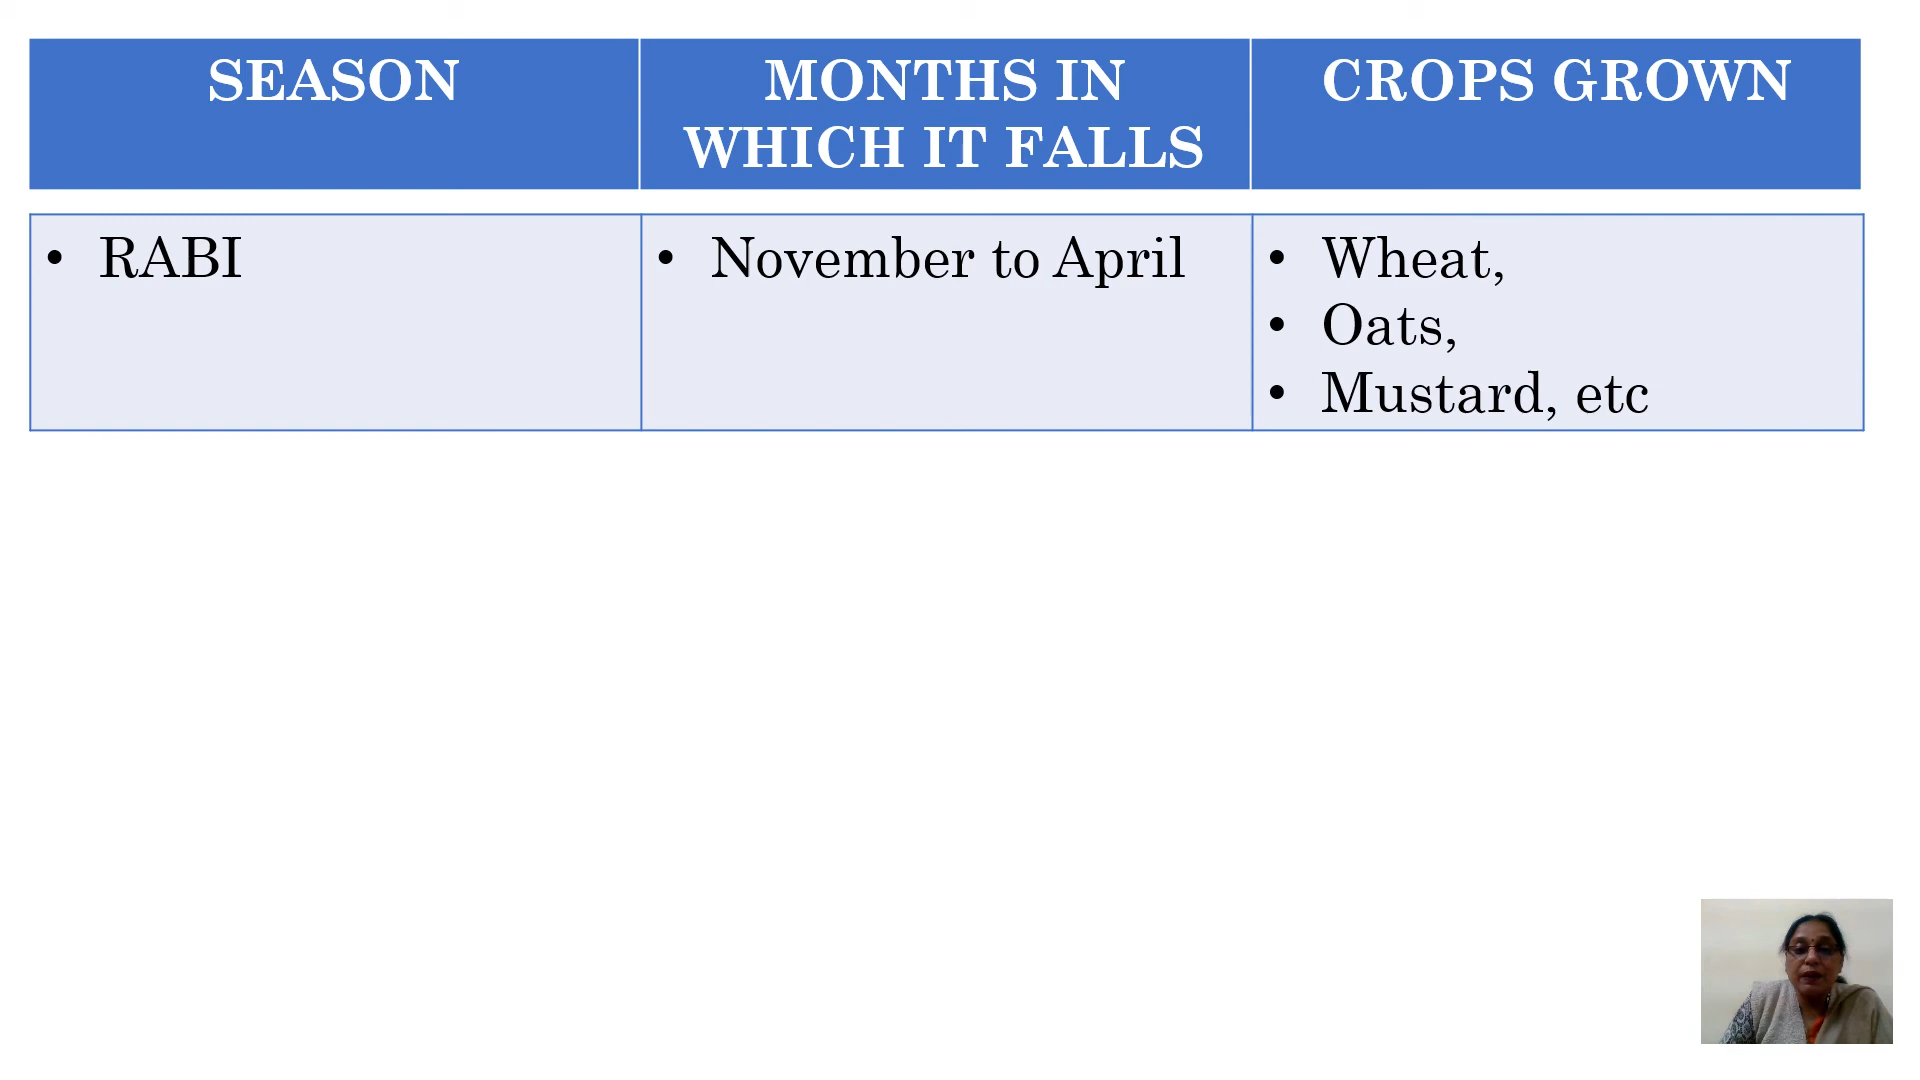 SEASON
MONTHS IN
WHICH IT FALLS
CROPS GROWN
• RABI
• November to April
• Wheat,
• Oats,
• Mustard, etc